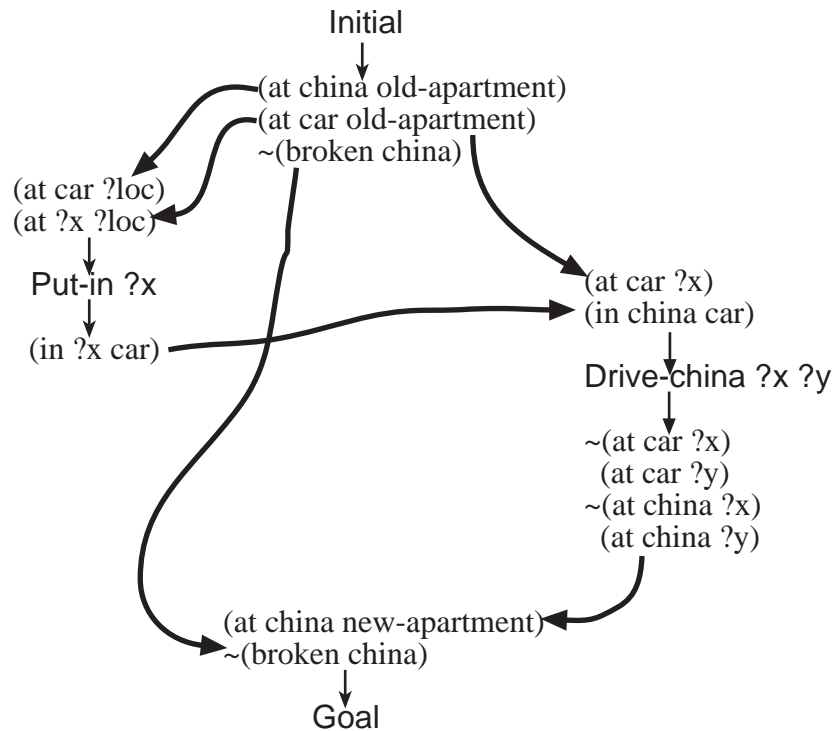 Initial
(at china old-apartment)
(at car old-apartment)
~(broken china)
(at car ?loc)
(at ?x ?loc)
Put-in ?x
(in ?x car)
(at car ?x)
(in china car)
Drive-china ?x ?y
~(at car ?x)
(at car ?y)
~(at china ?x)
(at china ?y)
(at china new-apartment)
~(broken china)
Goal